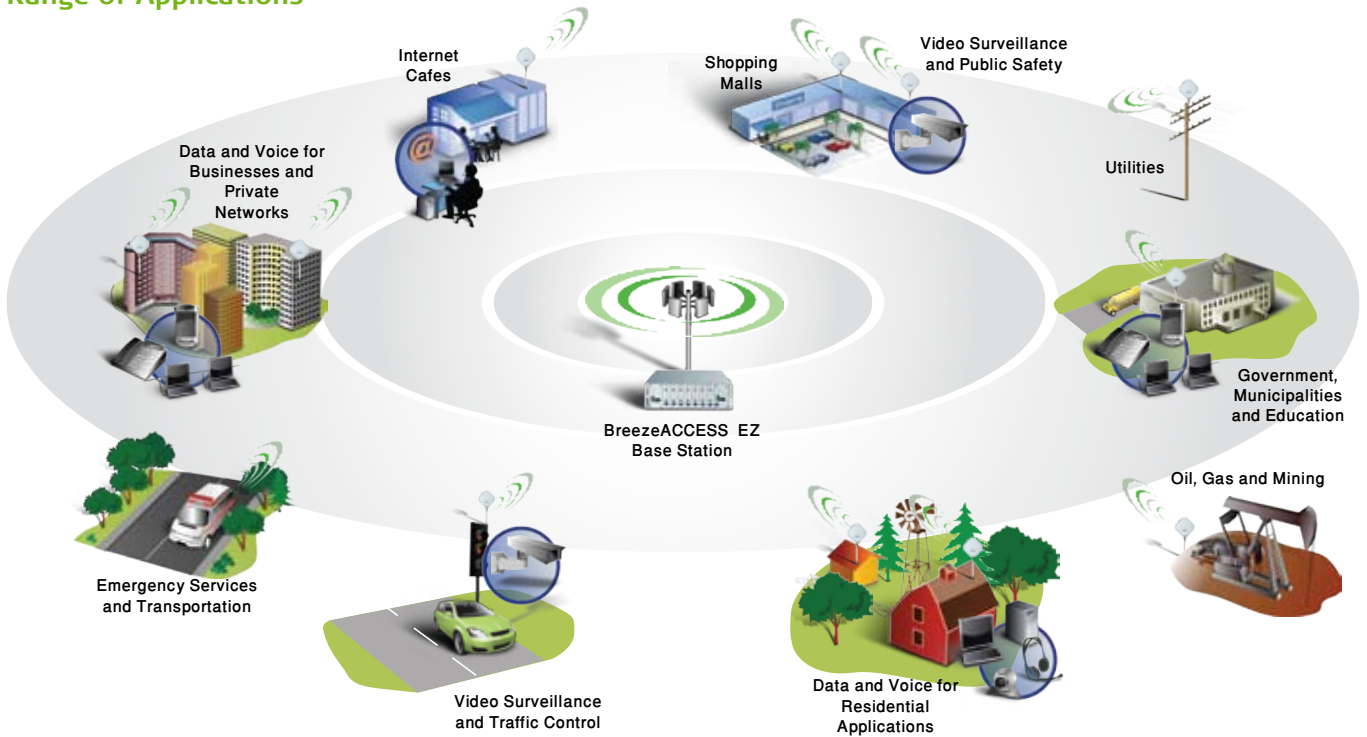 Range of Applications
Internet
Cafes
Shopping
Malls
Video Surveillance
and Public Safety
Utilities
Data and Voice for
Businesses and
Private
Networks
@
BreezeACCESS EZ
Base Station
Government,
Municipalities
and Education
Oil, Gas and Mining
Emergency Services
and Transportation
Video Surveillance
and Traffic Control
Data and Voice for
Residential
Applications